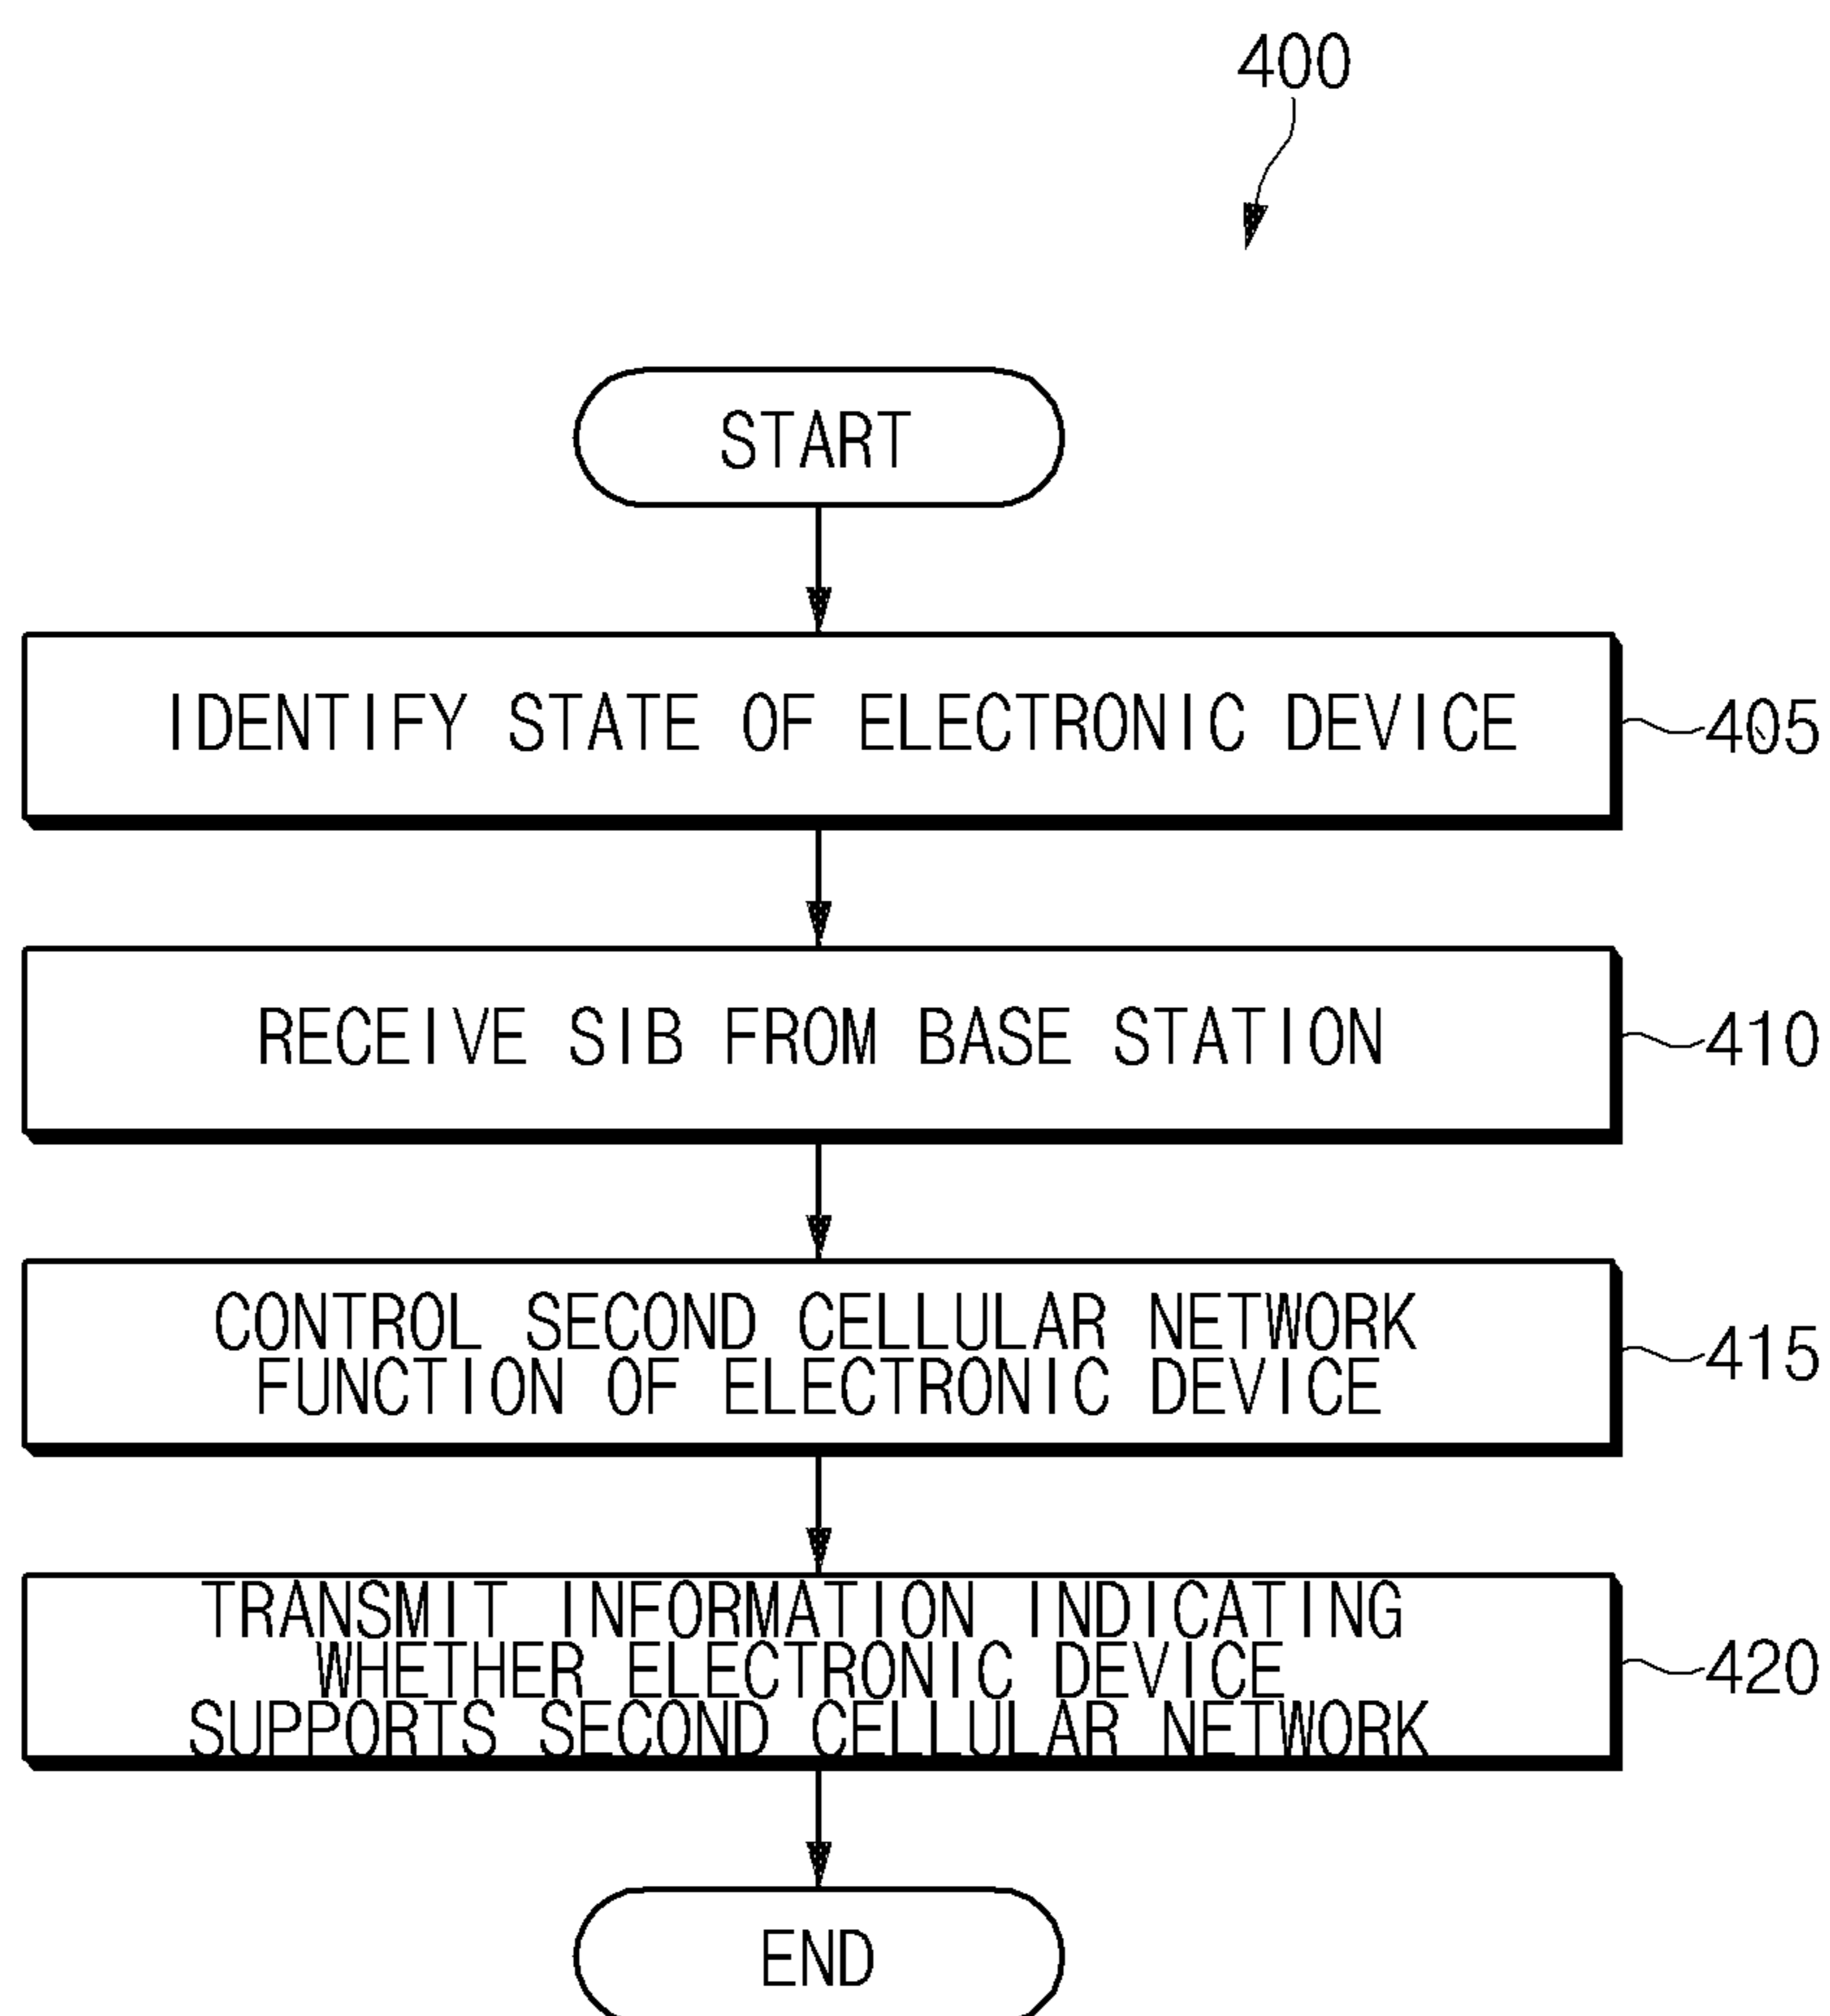 400
START
IDENTIFY STATE OF ELECTRONIC DEVICE
405
RECEIVE SIB FROM BASE STATION
410
CONTROL SECOND CELLULAR NETWORK
FUNCTION OF ELECTRONIC DEVICE
415
TRANSMIT INFORMATION INDICATING
WHETHER ELECTRONIC DEVICE
SUPPORTS SECOND CELLULAR NETWORK
420
END